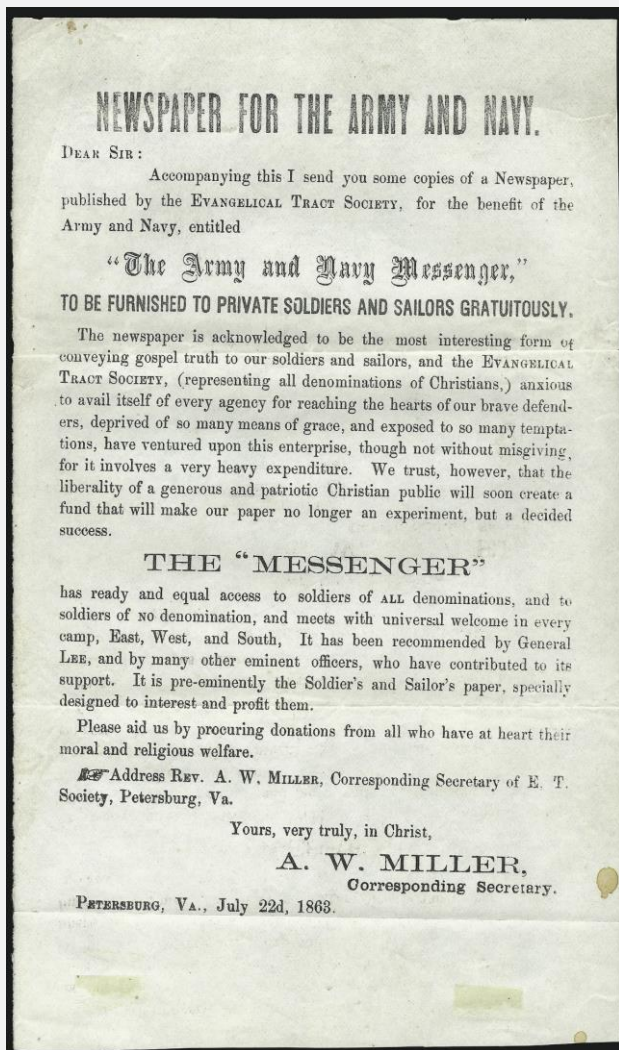 NEWSPAPER FOR THE ARMY AND NAVY.
DEAR SIR:
Accompanying this I send you some copies of a Newspaper,
published by the EVANGELICAL TRACT SOCIETY, for the benefit of the
Army and Navy, entitled
"The Army and Navy Messenger,"
TO BE FURNISHED TO PRIVATE SOLDIERS AND SAILORS GRATUITOUSLY.
The newspaper is acknowledged to be the most interesting form of
conveying gospel truth to our soldiers and sailors, and the EVANGELICAL
TRACT SOCIETY, (representing all denominations of Christians,) anxious
to avail itself of every agency for reaching the hearts of our brave defend-
ers, deprived of so many means of grace, and exposed to so many tempta-
tions, have ventured upon this enterprise, though not without misgiving,
for it involves a very heavy expenditure. We trust, however, that the
liberality of a generous and patriotic Christian public will soon create a
fund that will make our paper no longer an experiment, but a decided
success.
THE "MESSENGER"
has ready and equal access to soldiers of ALL denominations, and to
soldiers of NO denomination, and meets with universal welcome in every
camp, East, West, and South, It has been recommended by General
LEE, and by many other eminent officers, who have contributed to its
support. It is pre-eminently the Soldier's and Sailor's paper, specially
designed to interest and profit them.
Please aid us by procuring donations from all who have at heart their
moral and religious welfare.
☞ Address REV. A. W. MILLER, Corresponding Secretary of E. T.
Society, Petersburg, Va.
Yours, very truly, in Christ,
A. W. MILLER,
Corresponding Secretary.
PETERSBURG, VA., July 22d, 1863.